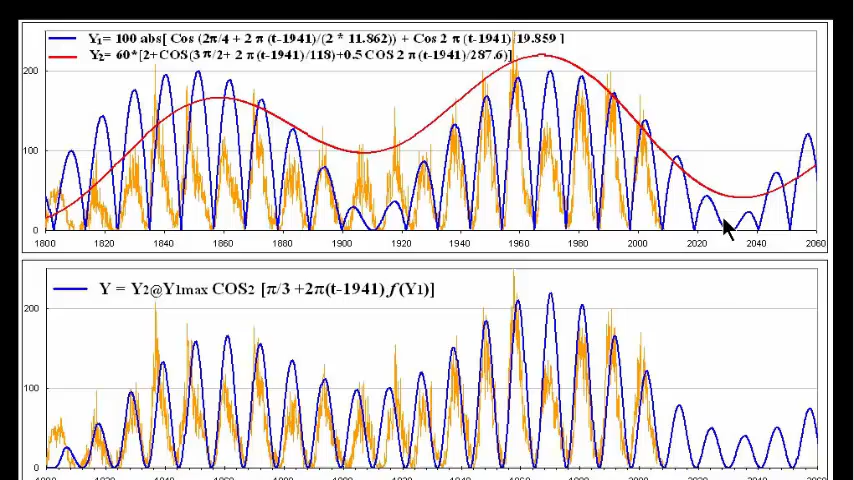 Y1= 100 abs[ Cos (2π/4 + 2 π (t-1941)/(2 * 11.862)) + Cos 2 π (t-1941)/19.859 ]
Y2= 60*[2+COS(3π/2+ 2 π (t-1941)/118)+0.5 COS 2 π (t-1941)/287.6)]
200
100
0
1800 1820 1840 1860 1880 1900 1920 1940 1960 1980 2000 2020 2040 2060
Y = Y2@Y1max COS2 [π/3 +2π(t-1941) f(Y1)]
200
100
0